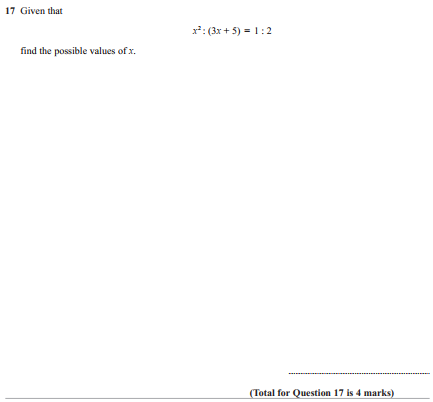 17 Given that
x² : (3x + 5) = 1 : 2
find the possible values of x.
(Total for Question 17 is 4 marks)